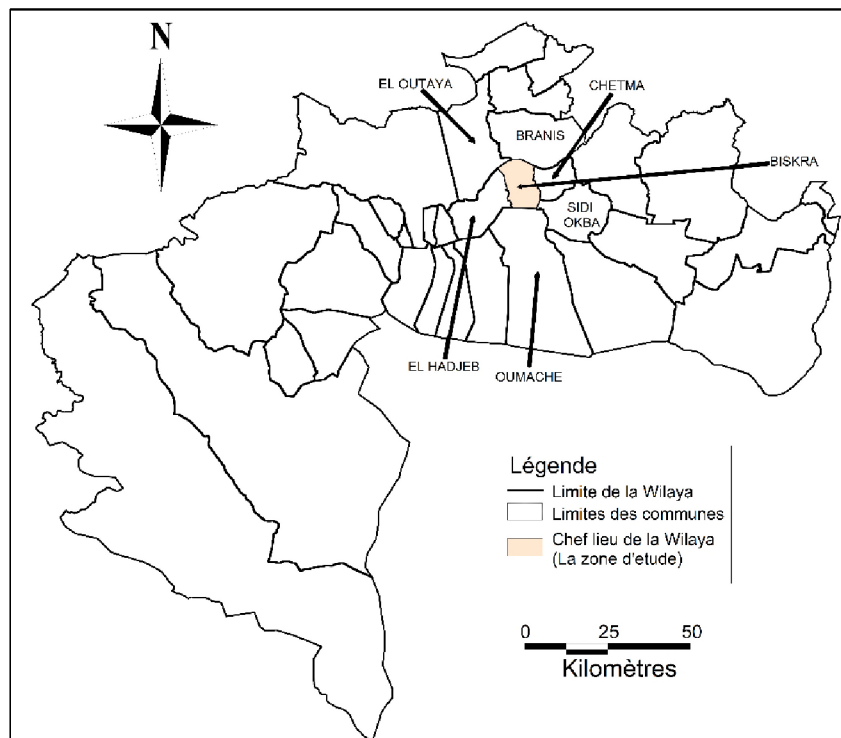 N
EL OUTAYA
CHETMA
BRANIS
BISKRA
SIDI
OKBA
EL HADJEB
OUMACHE
Légende
Limite de la Wilaya
Limites des communes
Chef lieu de la Wilaya
(La zone d'etude)
0 25 50
Kilomètres